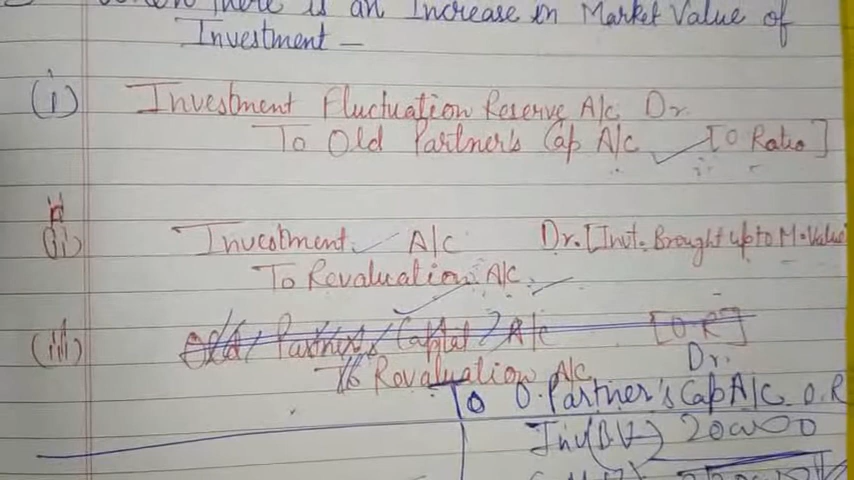 when There is an Increase in Market Value of
Investment —
(i) Investment Fluctuation Reserve A/c Dr.
To Old Partner's Cap A/c [O Ratio]
(ii) Investment A/c Dr. [Invt. Brought up to M.Value
To Revaluation A/c
(iii) Old Partners Capital A/c [O R]
Dr.
To Revaluation A/c
To O.Partner's Cap A/C O.R
Inv(B.V)